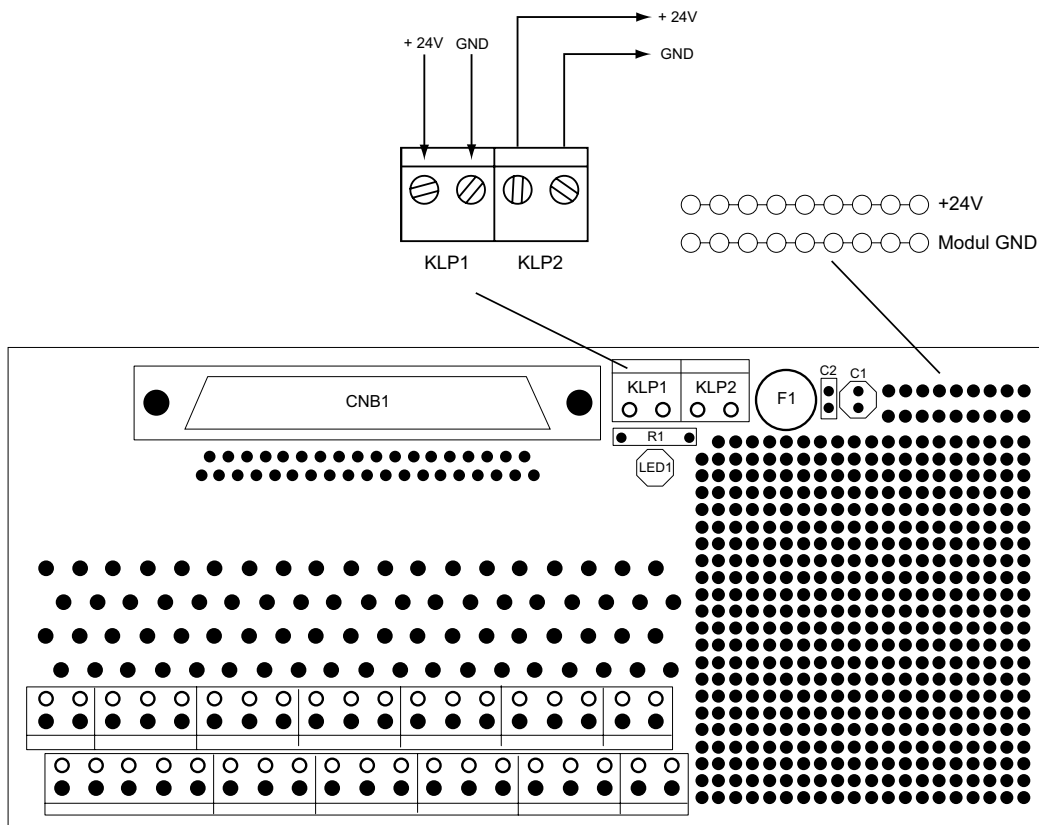 + 24V
GND
+ 24V GND
KLP1 KLP2
+24V
Modul GND
CNB1
KLP1 KLP2
F1
C2 C1
R1
LED1